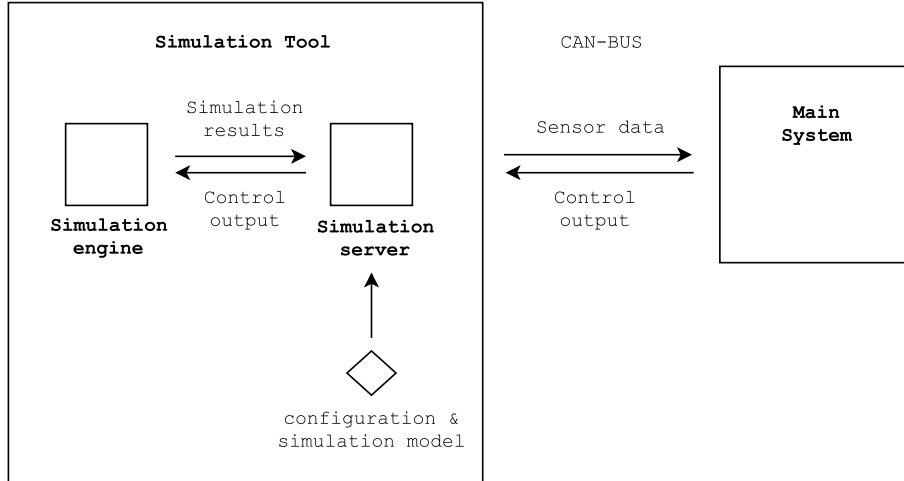 Simulation Tool
CAN-BUS
Main
System
Simulation
results
Sensor data
Control
output
Control
output
Simulation
engine
Simulation
server
configuration &
simulation model